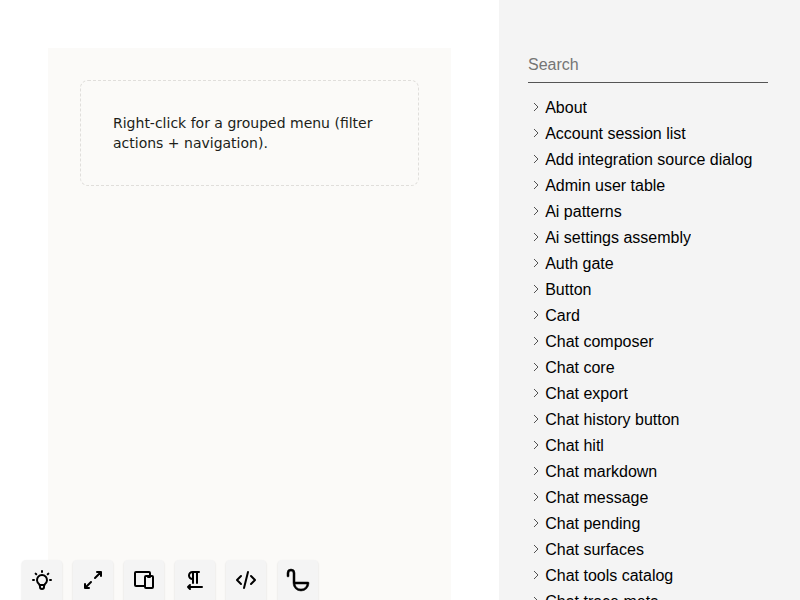 Right-click for a grouped menu (filter
actions + navigation).
Search
About
Account session list
Add integration source dialog
Admin user table
Ai patterns
Ai settings assembly
Auth gate
Button
Card
Chat composer
Chat core
Chat export
Chat history button
Chat hitl
Chat markdown
Chat message
Chat pending
Chat surfaces
Chat tools catalog